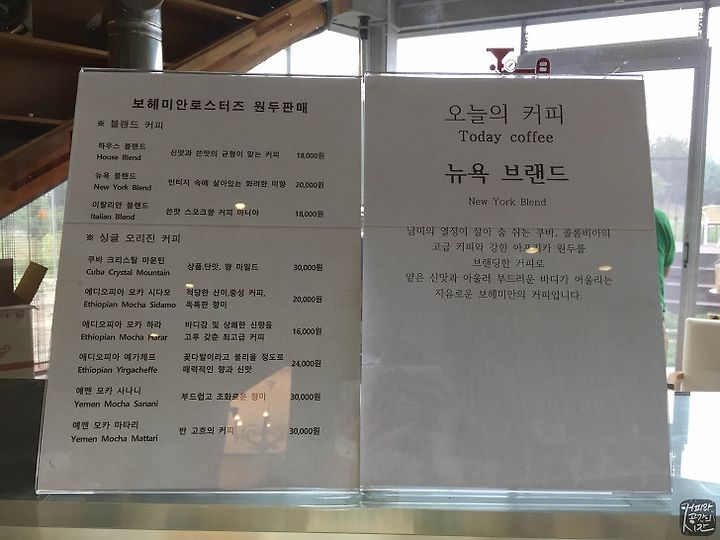 보헤미안로스터즈 원두판매
※ 블랜드 커피
하우스 블랜드
House Blend
신맛과 쓴맛의 균형이 맞는 커피
18,000원
뉴욕 블랜드
New York Blend
빈티지 속에 살아있는 화려한 미향
20,000원
이탈리안 블랜드
Italian Blend
쓴맛 스모크향 커피 마니아
18,000원
※ 싱글 오리진 커피
쿠바 크리스탈 마운틴
Cuba Crystal Mountain
상품,단맛, 향 마일드
30,000원
에디오피아 모카 시다모
Ethiopian Mocha Sidamo
적당한 산미,중성 커피,
독특한 향미
20,000원
에디오피아 모카 하라
Ethiopian Mocha Harar
바디감 및 상쾌한 신향을
고루 갖춘 최고급 커피
16,000원
에디오피아 예가체프
Ethiopian Yirgacheffe
꽃다발이라고 불리울 정도로
매력적인 향과 신맛
24,000원
예멘 모카 사나니
Yemen Mocha Sanani
부드럽고 조화로운 향미
30,000원
예멘 모카 마타리
Yemen Mocha Mattari
반 고흐의 커피
30,000원
오늘의 커피
Today coffee
뉴욕 브랜드
New York Blend
남미의 열정이 살아 숨 쉬는 쿠바, 콜롬비아의
고급 커피와 강한 아프리카 원두를
브랜딩한 커피로
얕은 신맛과 아울러 부드러운 바디가 어울리는
자유로운 보헤미안의 커피입니다.
커피와
공간의
시간